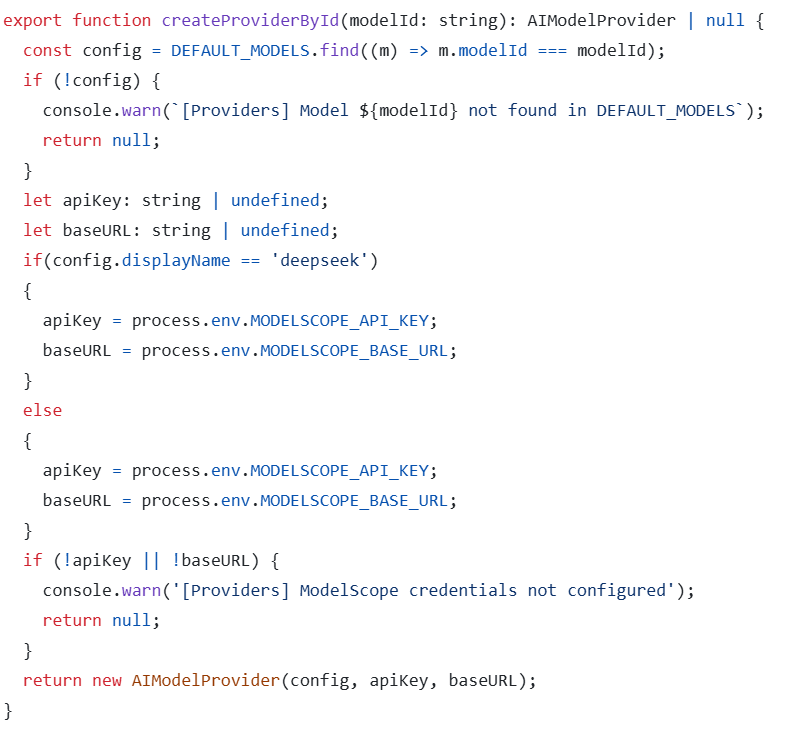 export function createProviderById(modelId: string): AIModelProvider | null {
  const config = DEFAULT_MODELS.find((m) => m.modelId === modelId);
  if (!config) {
    console.warn(`[Providers] Model ${modelId} not found in DEFAULT_MODELS`);
    return null;
  }
  let apiKey: string | undefined;
  let baseURL: string | undefined;
  if(config.displayName == 'deepseek')
  {
    apiKey = process.env.MODELSCOPE_API_KEY;
    baseURL = process.env.MODELSCOPE_BASE_URL;
  }
  else
  {
    apiKey = process.env.MODELSCOPE_API_KEY;
    baseURL = process.env.MODELSCOPE_BASE_URL;
  }
  if (!apiKey || !baseURL) {
    console.warn('[Providers] ModelScope credentials not configured');
    return null;
  }
  return new AIModelProvider(config, apiKey, baseURL);
}